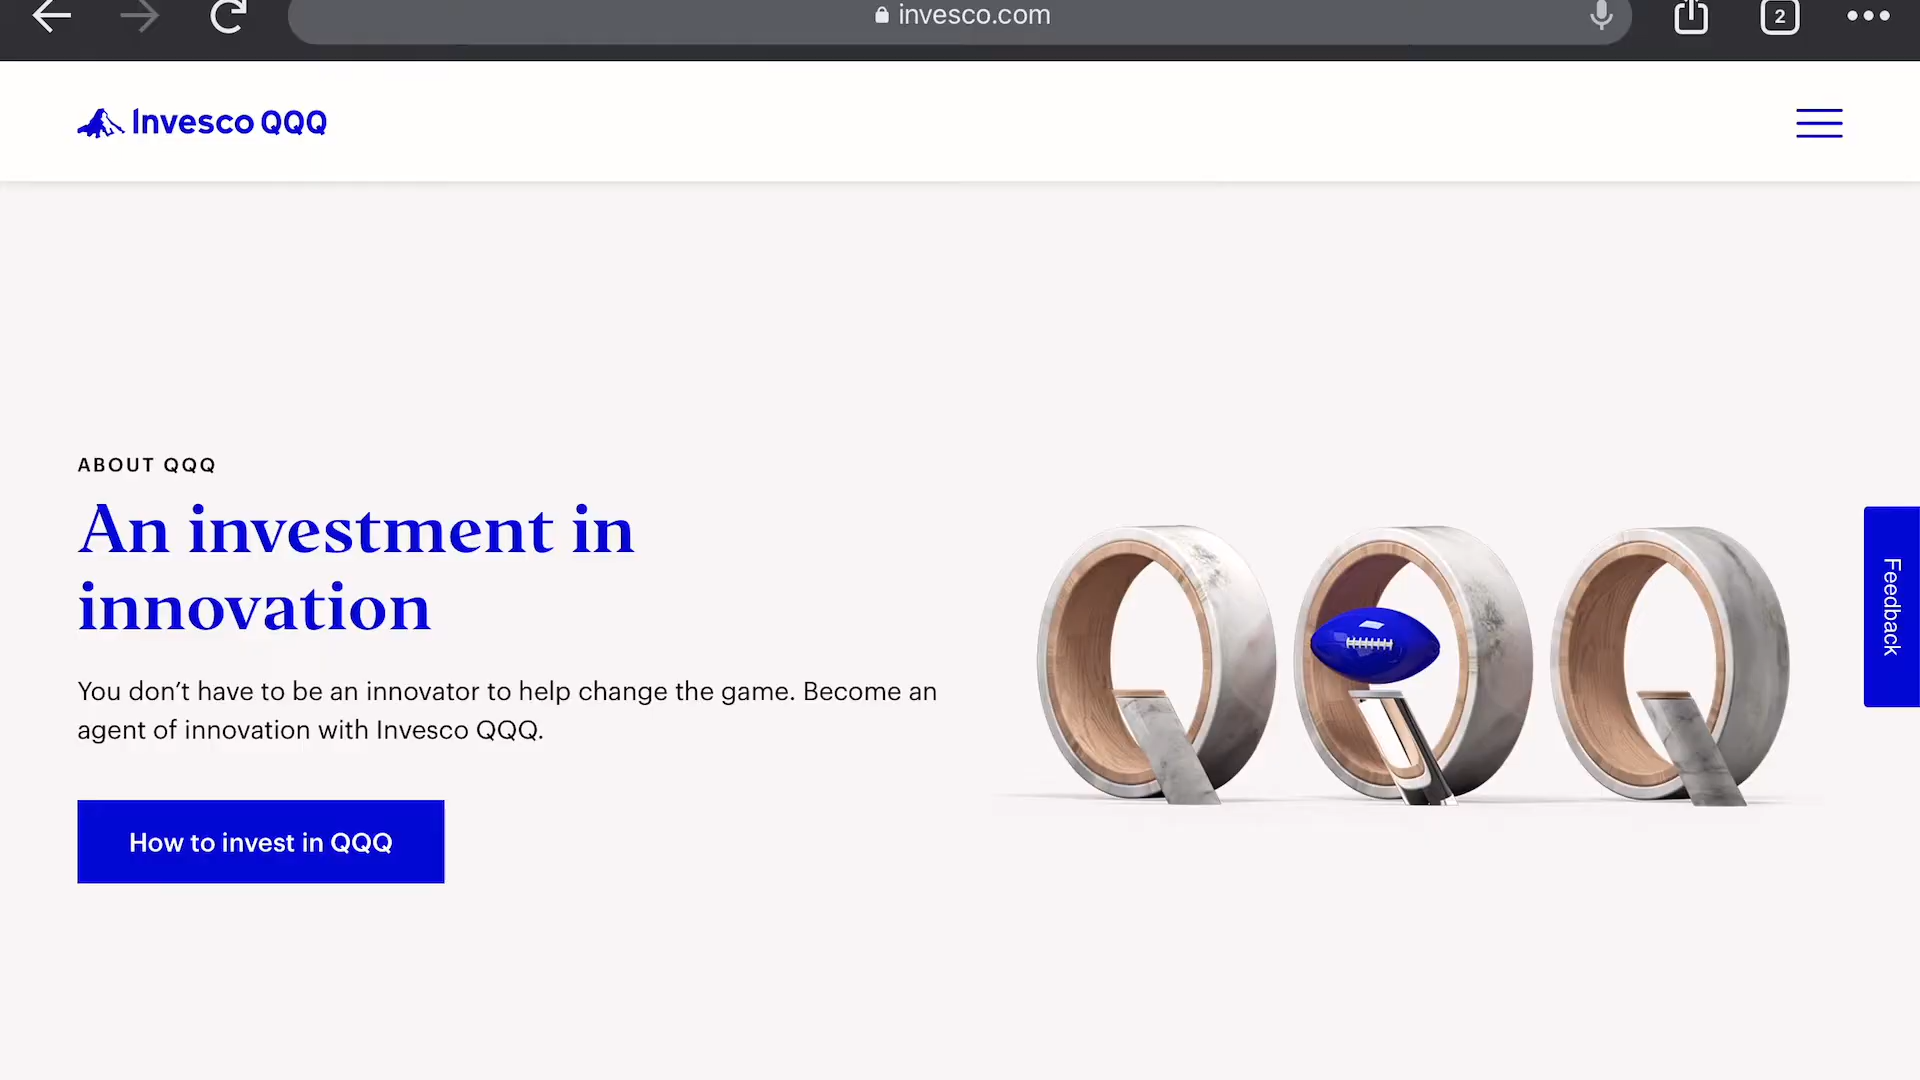 invesco.com
2
Invesco QQQ
ABOUT QQQ
An investment in
innovation
You don’t have to be an innovator to help change the game. Become an
agent of innovation with Invesco QQQ.
How to invest in QQQ
QQQ
Feedback